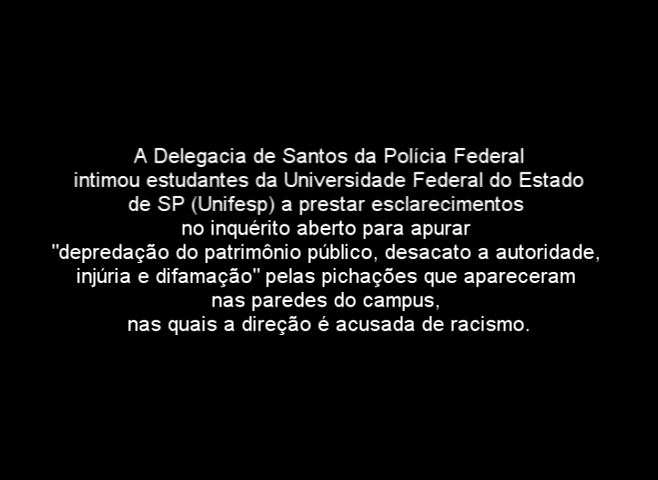 A Delegacia de Santos da Polícia Federal
intimou estudantes da Universidade Federal do Estado
de SP (Unifesp) a prestar esclarecimentos
no inquérito aberto para apurar
"depredação do patrimônio público, desacato a autoridade,
injúria e difamação" pelas pichações que apareceram
nas paredes do campus,
nas quais a direção é acusada de racismo.